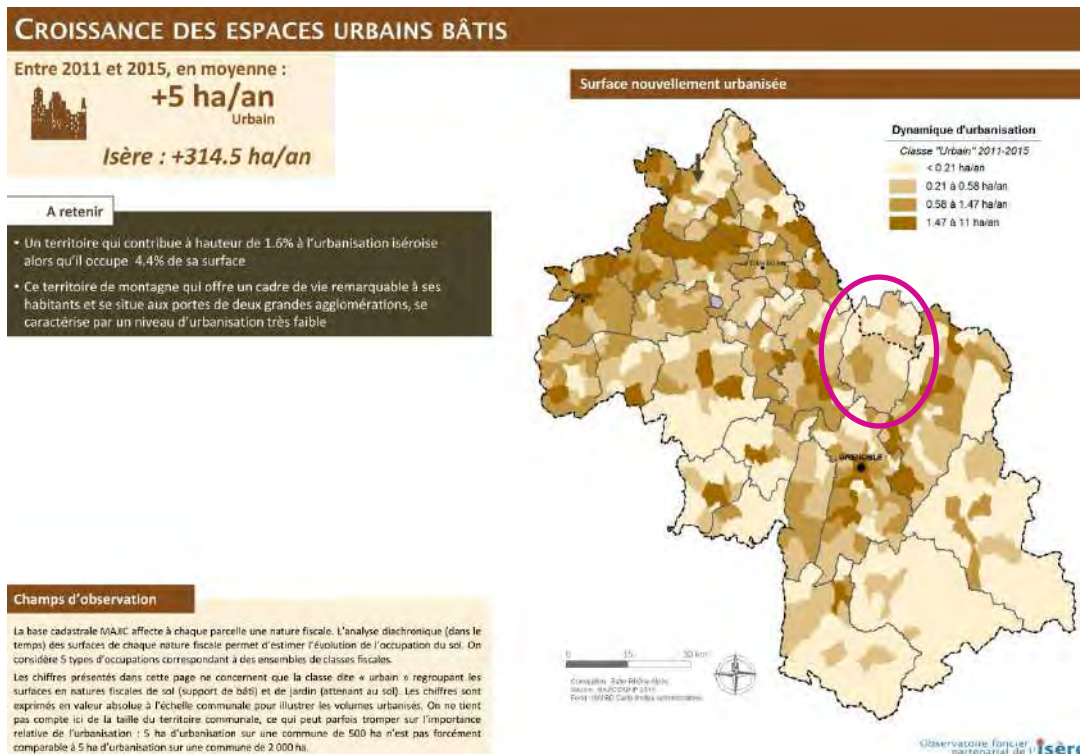 CROISSANCE DES ESPACES URBAINS BÂTIS
Entre 2011 et 2015, en moyenne :
+5 ha/an
Urbain
Isère : +314.5 ha/an
A retenir
• Un territoire qui contribue à hauteur de 1.6% à l'urbanisation iséroise
alors qu'il occupe 4.4% de sa surface
• Ce territoire de montagne qui offre un cadre de vie remarquable à ses
habitants et se situe aux portes de deux grandes agglomérations, se
caractérise par un niveau d'urbanisation très faible
Champs d'observation
La base cadastrale MAJIC affecte à chaque parcelle une nature fiscale. L'analyse diachronique (dans le
temps) des surfaces de chaque nature fiscale permet d'estimer l'évolution de l'occupation du sol. On
considère 5 types d'occupations correspondant à des ensembles de classes fiscales.
Les chiffres présentés dans cette page ne concernent que la classe dite « urbain » regroupant les
surfaces en natures fiscales de sol (support de bâti) et de jardin (attenant au sol). Les chiffres sont
exprimés en valeur absolue à l'échelle communale pour illustrer les volumes urbanisés. On ne tient
pas compte ici de la taille du territoire communale, ce qui peut parfois tromper sur l'importance
relative de l'urbanisation : 5 ha d'urbanisation sur une commune de 500 ha n'est pas forcément
comparable à 5 ha d'urbanisation sur une commune de 2 000 ha.
Surface nouvellement urbanisée
Dynamique d'urbanisation
Classe "Urbain" 2011-2015
< 0.21 ha/an
0.21 à 0.58 ha/an
0.58 à 1.47 ha/an
1.47 à 11 ha/an
GRENOBLE
0 15 30 km
Observatoire foncier
partenarial de l'isère